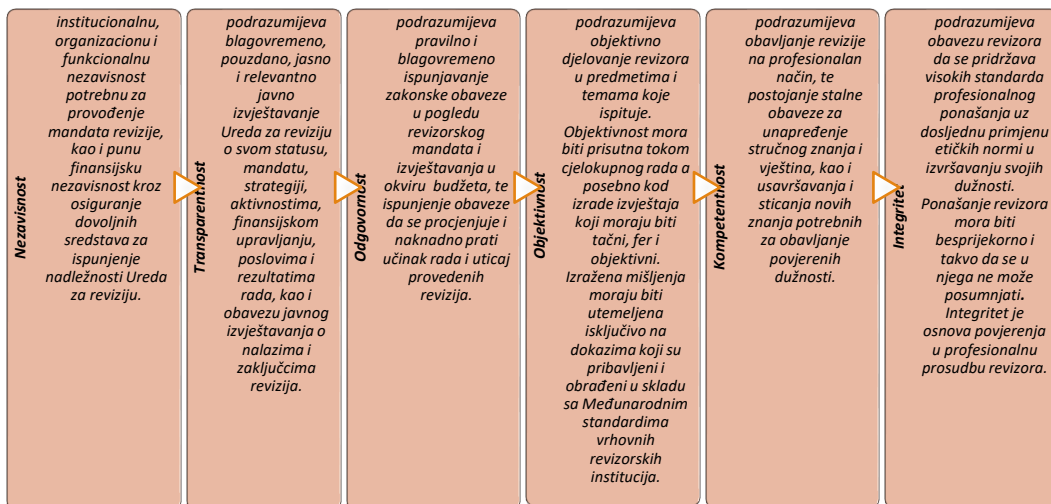 Nezavisnost
institucionalnu,
organizacionu i
funkcionalnu
nezavisnost
potrebnu za
provođenje
mandata revizije,
kao i punu
finansijsku
nezavisnost kroz
osiguranje
dovoljnih
sredstava za
ispunjenje
nadležnosti Ureda
za reviziju.
Transparentnost
podrazumijeva
blagovremeno,
pouzdano, jasno
i relevantno
javno
izvještavanje
Ureda za reviziju
o svom statusu,
mandatu,
strategiji,
aktivnostima,
finansijskom
upravljanju,
poslovima i
rezultatima
rada, kao i
obavezu javnog
izvještavanja o
nalazima i
zaključcima
revizija.
Odgovornost
podrazumijeva
pravilno i
blagovremeno
ispunjavanje
zakonske obaveze
u pogledu
revizorskog
mandata i
izvještavanja u
okviru budžeta, te
ispunjenje obaveze
da se procjenjuje i
naknadno prati
učinak rada i uticaj
provedenih
revizija.
Objektivnost
podrazumijeva
objektivno
djelovanje revizora
u predmetima i
temama koje
ispituje.
Objektivnost mora
biti prisutna tokom
cjelokupnog rada a
posebno kod
izrade izvještaja
koji moraju biti
tačni, fer i
objektivni.
Izražena mišljenja
moraju biti
utemeljena
isključivo na
dokazima koji su
pribavljeni i
obrađeni u skladu
sa Međunarodnim
standardima
vrhovnih
revizorskih
institucija.
Kompetentnost
podrazumijeva
obavljanje revizije
na profesionalan
način, te
postojanje stalne
obaveze za
unapređenje
stručnog znanja i
vještina, kao i
usavršavanja i
sticanja novih
znanja potrebnih
za obavljanje
povjerenih
dužnosti.
Integritet
podrazumijeva
obavezu revizora
da se pridržava
visokih standarda
profesionalnog
ponašanja uz
dosljednu primjenu
etičkih normi u
izvršavanju svojih
dužnosti.
Ponašanje revizora
mora biti
besprijekorno i
takvo da se u
njega ne može
posumnjati.
Integritet je
osnova povjerenja
u profesionalnu
prosudbu revizora.